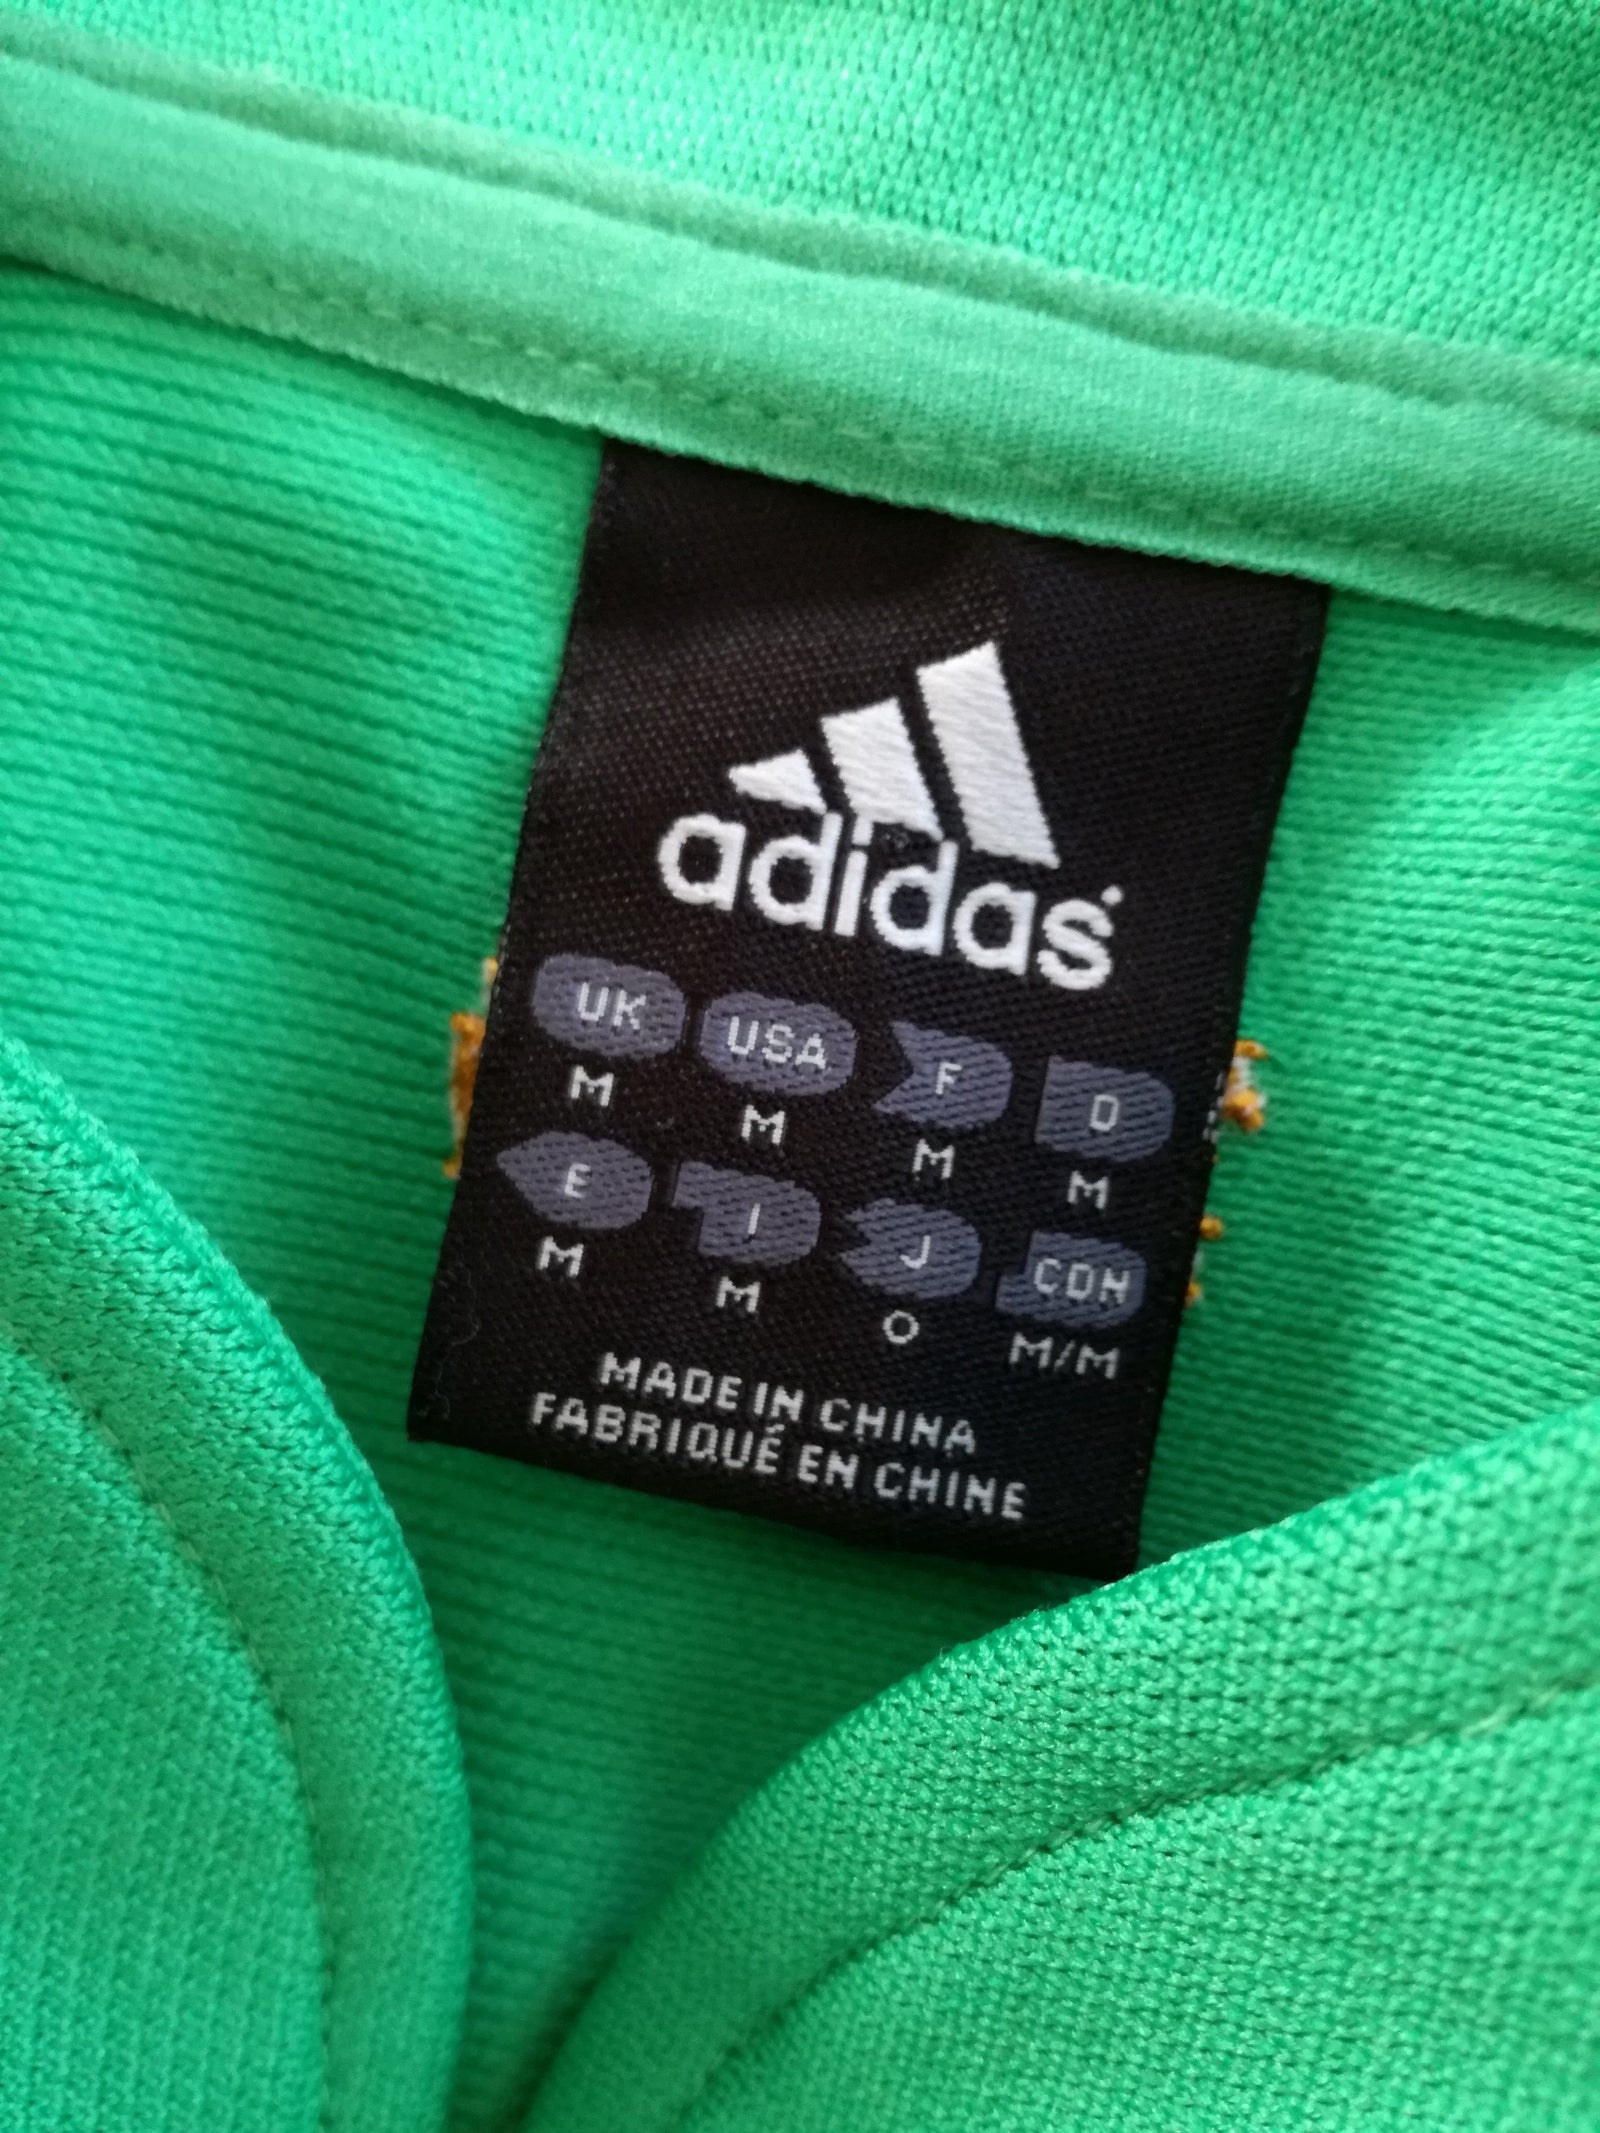 adidas
UK USA F D
M M M M
E I J CDN
M M O M/M
MADE IN CHINA
FABRIQUÉ EN CHINE